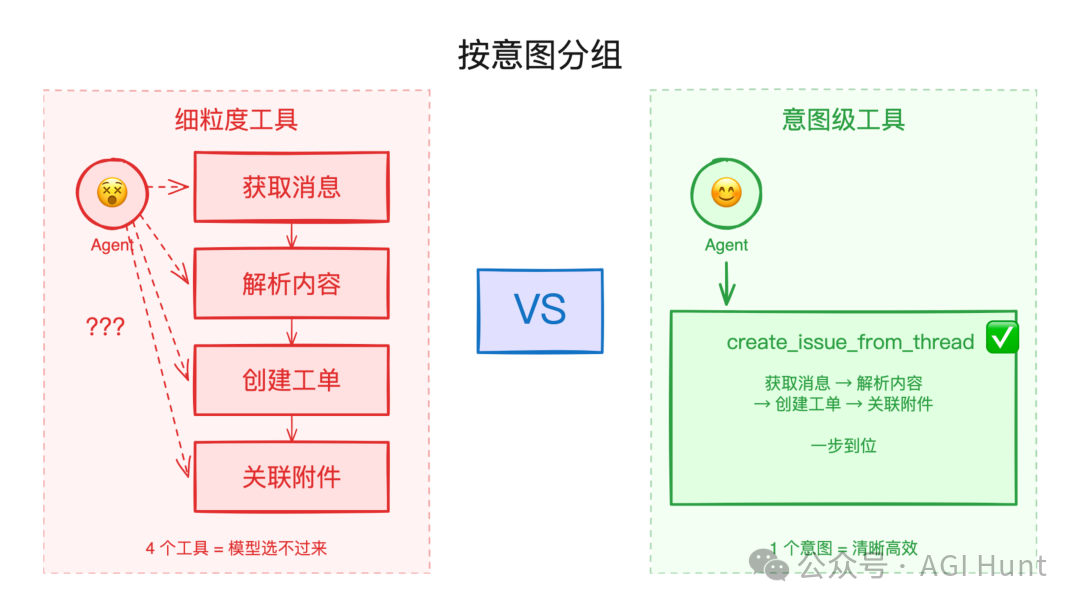 按意图分组
细粒度工具
Agent
???
获取消息
解析内容
创建工单
关联附件
4 个工具 = 模型选不过来
VS
意图级工具
Agent
create_issue_from_thread
获取消息 → 解析内容
→ 创建工单 → 关联附件
一步到位
1 个意图 = 清晰高效
公众号 · AGI Hunt